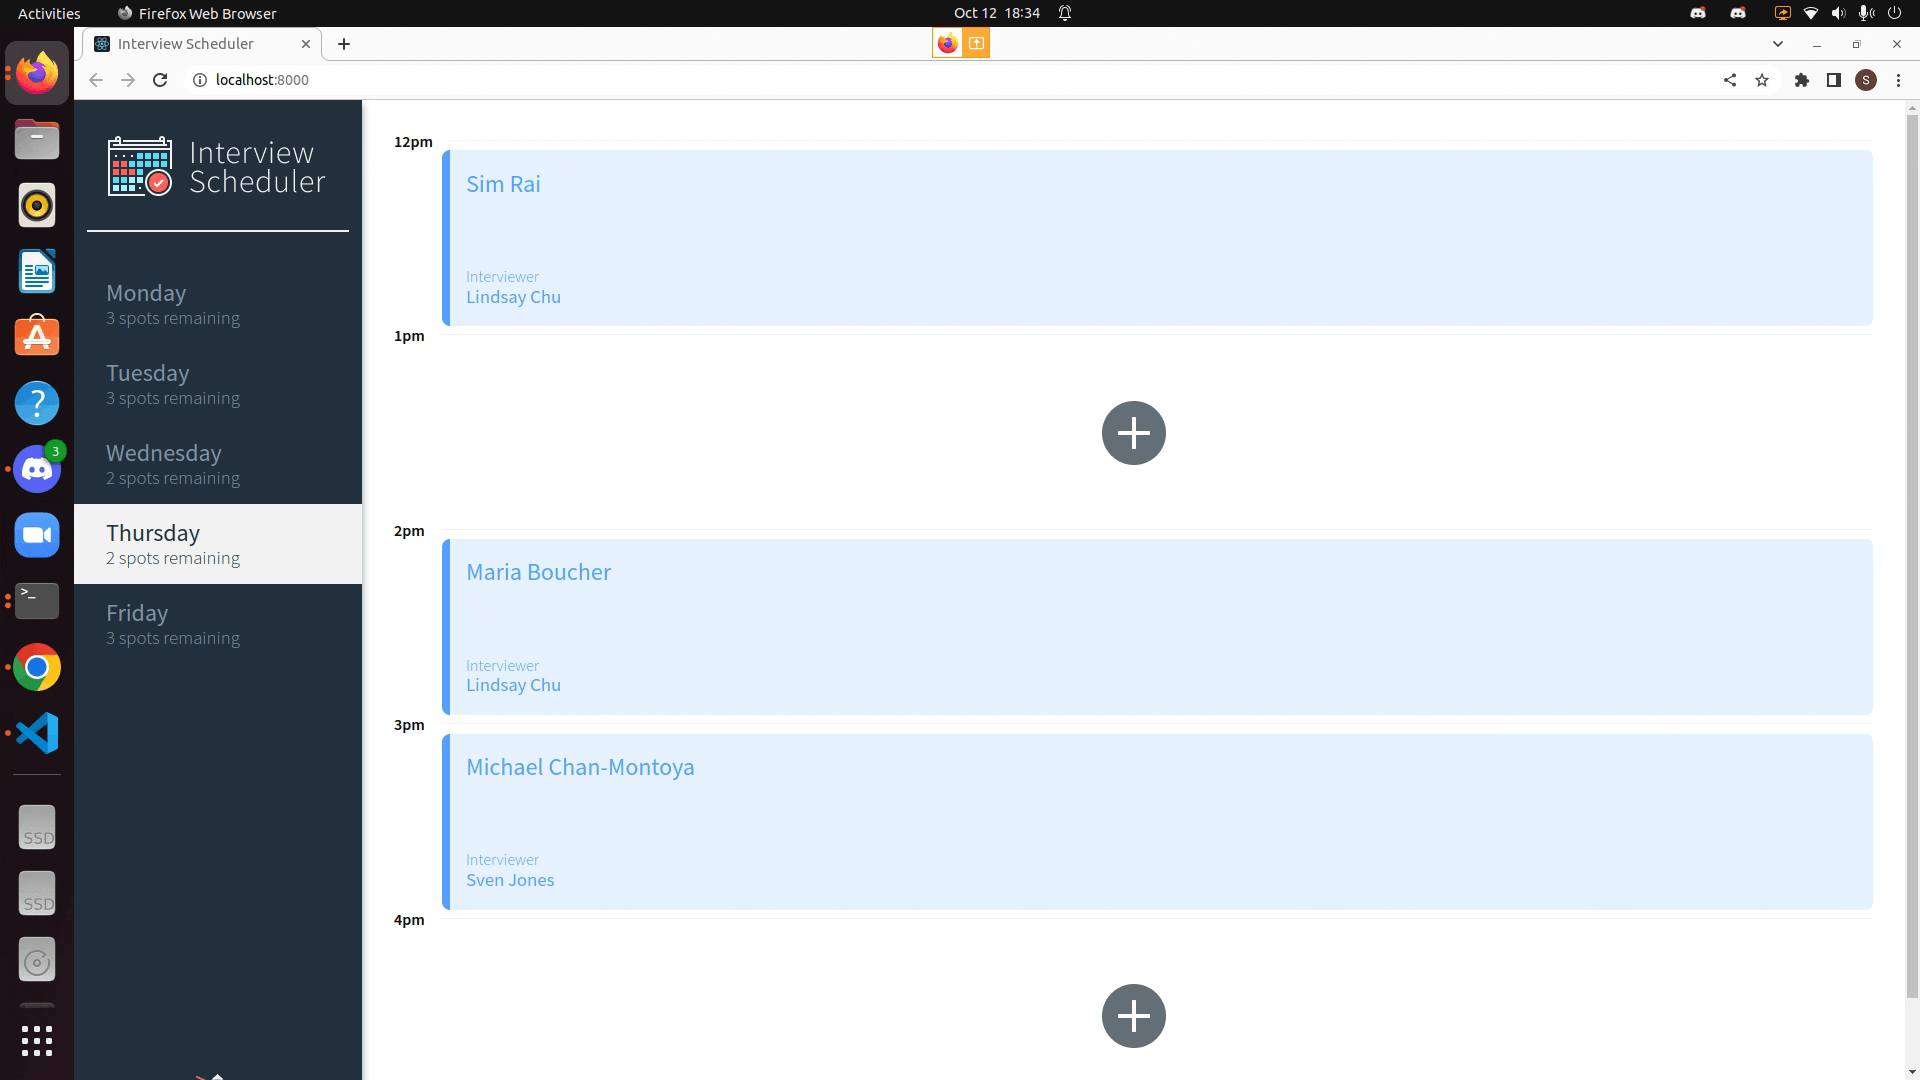 Activities
Firefox Web Browser
Oct 12 18:34
Interview Scheduler
localhost:8000
S
Interview
Scheduler
Monday
3 spots remaining
Tuesday
3 spots remaining
Wednesday
2 spots remaining
Thursday
2 spots remaining
Friday
3 spots remaining
3
>_
SSD
SSD
12pm
Sim Rai
Interviewer
Lindsay Chu
1pm
2pm
Maria Boucher
Interviewer
Lindsay Chu
3pm
Michael Chan-Montoya
Interviewer
Sven Jones
4pm